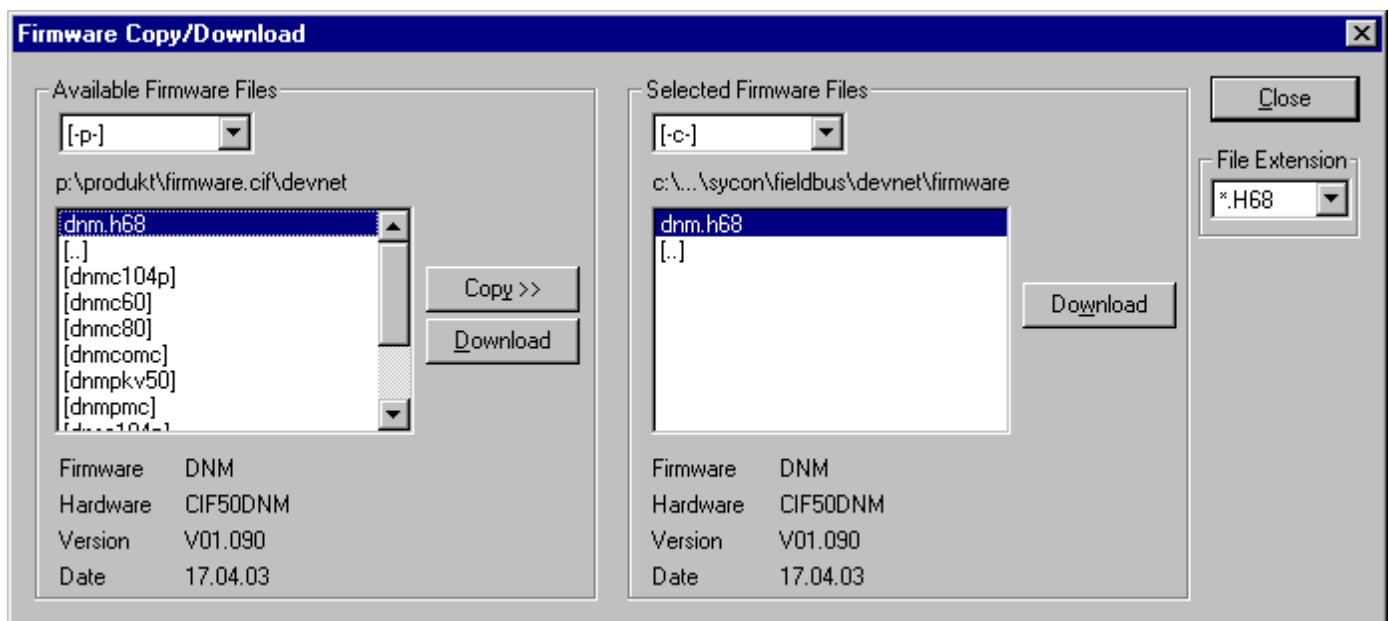 Firmware Copy/Download
Available Firmware Files
[-p-]
p:\produkt\firmware.cif\devnet
dnm.h68
[..]
[dnmc104p]
[dnmc60]
[dnmc80]
[dnmcomc]
[dnmpkv50]
[dnmpmc]
Copy >>
Download
Firmware DNM
Hardware CIF50DNM
Version V01.090
Date 17.04.03
Selected Firmware Files
[-c-]
c:\...\sycon\fieldbus\devnet\firmware
dnm.h68
[..]
Download
Firmware DNM
Hardware CIF50DNM
Version V01.090
Date 17.04.03
Close
File Extension
*.H68